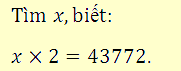 Tìm x, biết:
x × 2 = 43772.